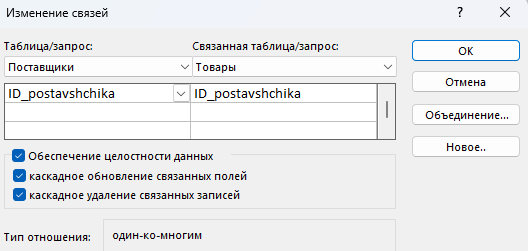 Изменение связей
? ×
Таблица/запрос: Связанная таблица/запрос: ОК
Поставщики Товары
Отмена
ID_postavshchika ID_postavshchika
Объединение...
Новое..
Обеспечение целостности данных
каскадное обновление связанных полей
каскадное удаление связанных записей
Тип отношения: один-ко-многим